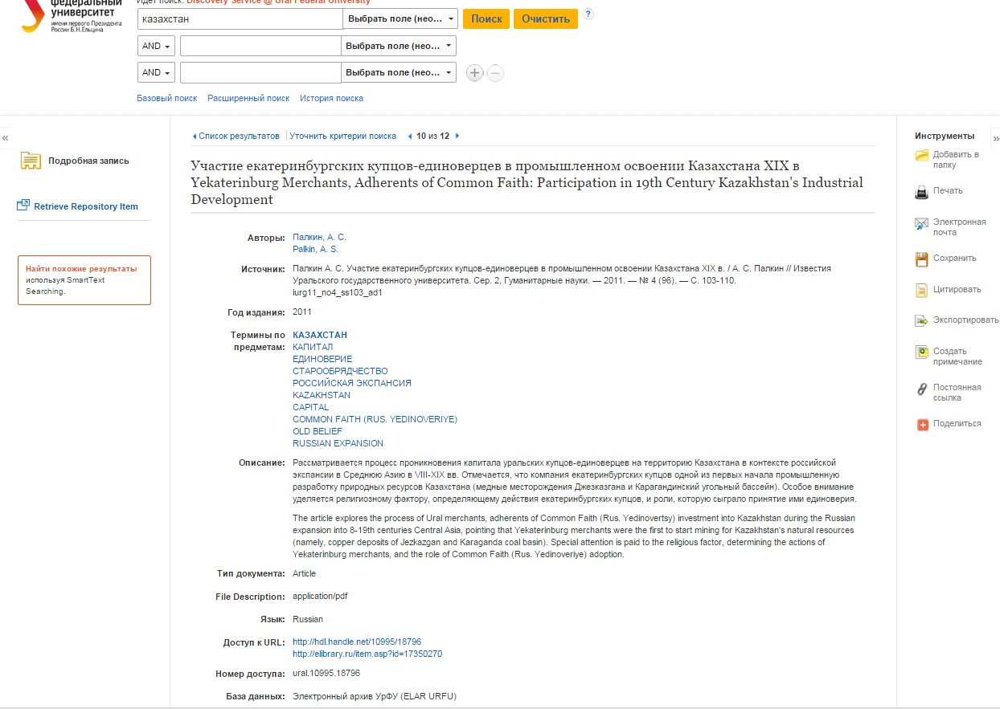 федеральный
университет
имени первого Президента
России Б.Н.Ельцина
Идет поиск: Discovery Service @ Ural Federal University
казахстан
Выбрать поле (нео...
Поиск
Очистить
?
AND
Выбрать поле (нео...
AND
Выбрать поле (нео...
Базовый поиск Расширенный поиск История поиска
«
Подробная запись
Retrieve Repository Item
Найти похожие результаты
используя SmartText
Searching.
Список результатов Уточнить критерии поиска 10 из 12
Участие екатеринбургских купцов-единоверцев в промышленном освоении Казахстана XIX в
Yekaterinburg Merchants, Adherents of Common Faith: Participation in 19th Century Kazakhstan's Industrial
Development
Авторы: Палкин, А. С.
Palkin, A. S.
Источник: Палкин А. С. Участие екатеринбургских купцов-единоверцев в промышленном освоении Казахстана XIX в. / А. С. Палкин // Известия
Уральского государственного университета. Сер. 2, Гуманитарные науки. — 2011. — № 4 (96). — С. 103-110.
iurg11_no4_ss103_ad1
Год издания: 2011
Термины по КАЗАХСТАН
предметам: КАПИТАЛ
ЕДИНОВЕРИЕ
СТАРООБРЯДЧЕСТВО
РОССИЙСКАЯ ЭКСПАНСИЯ
KAZAKHSTAN
CAPITAL
COMMON FAITH (RUS. YEDINOVERIYE)
OLD BELIEF
RUSSIAN EXPANSION
Описание: Рассматривается процесс проникновения капитала уральских купцов-единоверцев на территорию Казахстана в контексте российской
экспансии в Среднюю Азию в VIII-XIX вв. Отмечается, что компания екатеринбургских купцов одной из первых начала промышленную
разработку природных ресурсов Казахстана (медные месторождения Джезказгана и Карагандинский угольный бассейн). Особое внимание
уделяется религиозному фактору, определяющему действия екатеринбургских купцов, и роли, которую сыграло принятие ими единоверия.
The article explores the process of Ural merchants, adherents of Common Faith (Rus. Yedinovertsy) investment into Kazakhstan during the Russian
expansion into 8-19th centuries Central Asia, pointing that Yekaterinburg merchants were the first to start mining for Kazakhstan's natural resources
(namely, copper deposits of Jezkazgan and Karaganda coal basin). Special attention is paid to the religious factor, determining the actions of
Yekaterinburg merchants, and the role of Common Faith (Rus. Yedinoveriye) adoption.
Тип документа: Article
File Description: application/pdf
Язык: Russian
Доступ к URL: http://hdl.handle.net/10995/18796
http://elibrary.ru/item.asp?id=17350270
Номер доступа: ural.10995.18796
База данных: Электронный архив УрФУ (ELAR URFU)
Инструменты
»
Добавить в
папку
Печать
Электронная
почта
Сохранить
Цитировать
Экспортировать
Создать
примечание
Постоянная
ссылка
Поделиться